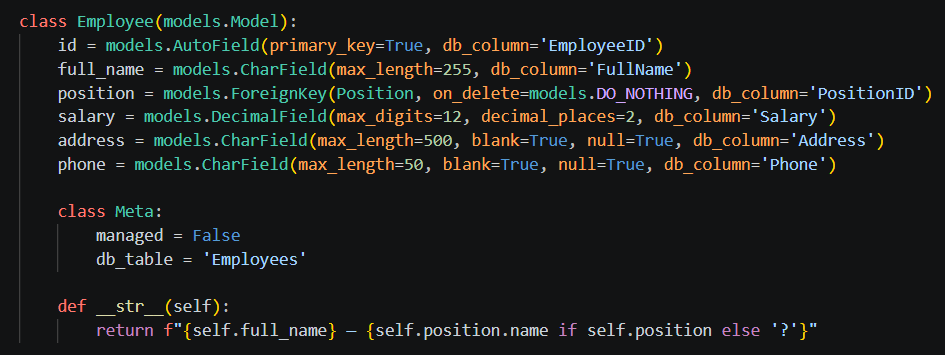 class Employee(models.Model):
    id = models.AutoField(primary_key=True, db_column='EmployeeID')
    full_name = models.CharField(max_length=255, db_column='FullName')
    position = models.ForeignKey(Position, on_delete=models.DO_NOTHING, db_column='PositionID')
    salary = models.DecimalField(max_digits=12, decimal_places=2, db_column='Salary')
    address = models.CharField(max_length=500, blank=True, null=True, db_column='Address')
    phone = models.CharField(max_length=50, blank=True, null=True, db_column='Phone')

    class Meta:
        managed = False
        db_table = 'Employees'

    def __str__(self):
        return f"{self.full_name} — {self.position.name if self.position else '?'}"